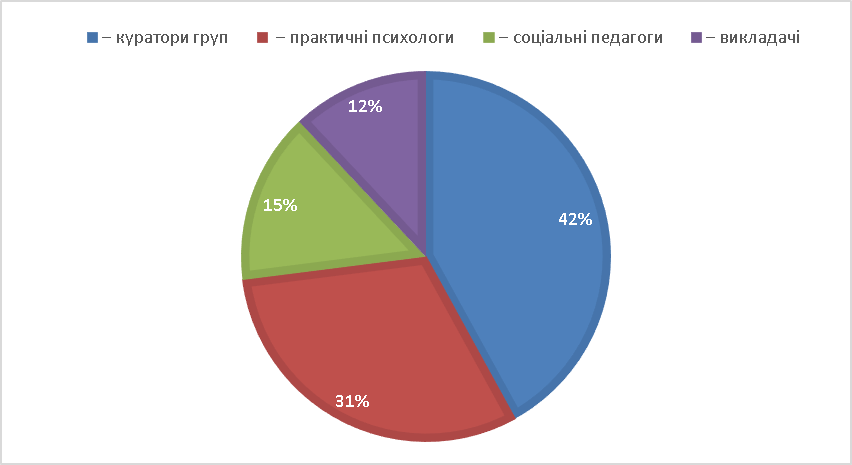 – куратори груп – практичні психологи – соціальні педагоги – викладачі
12%
15%
42%
31%